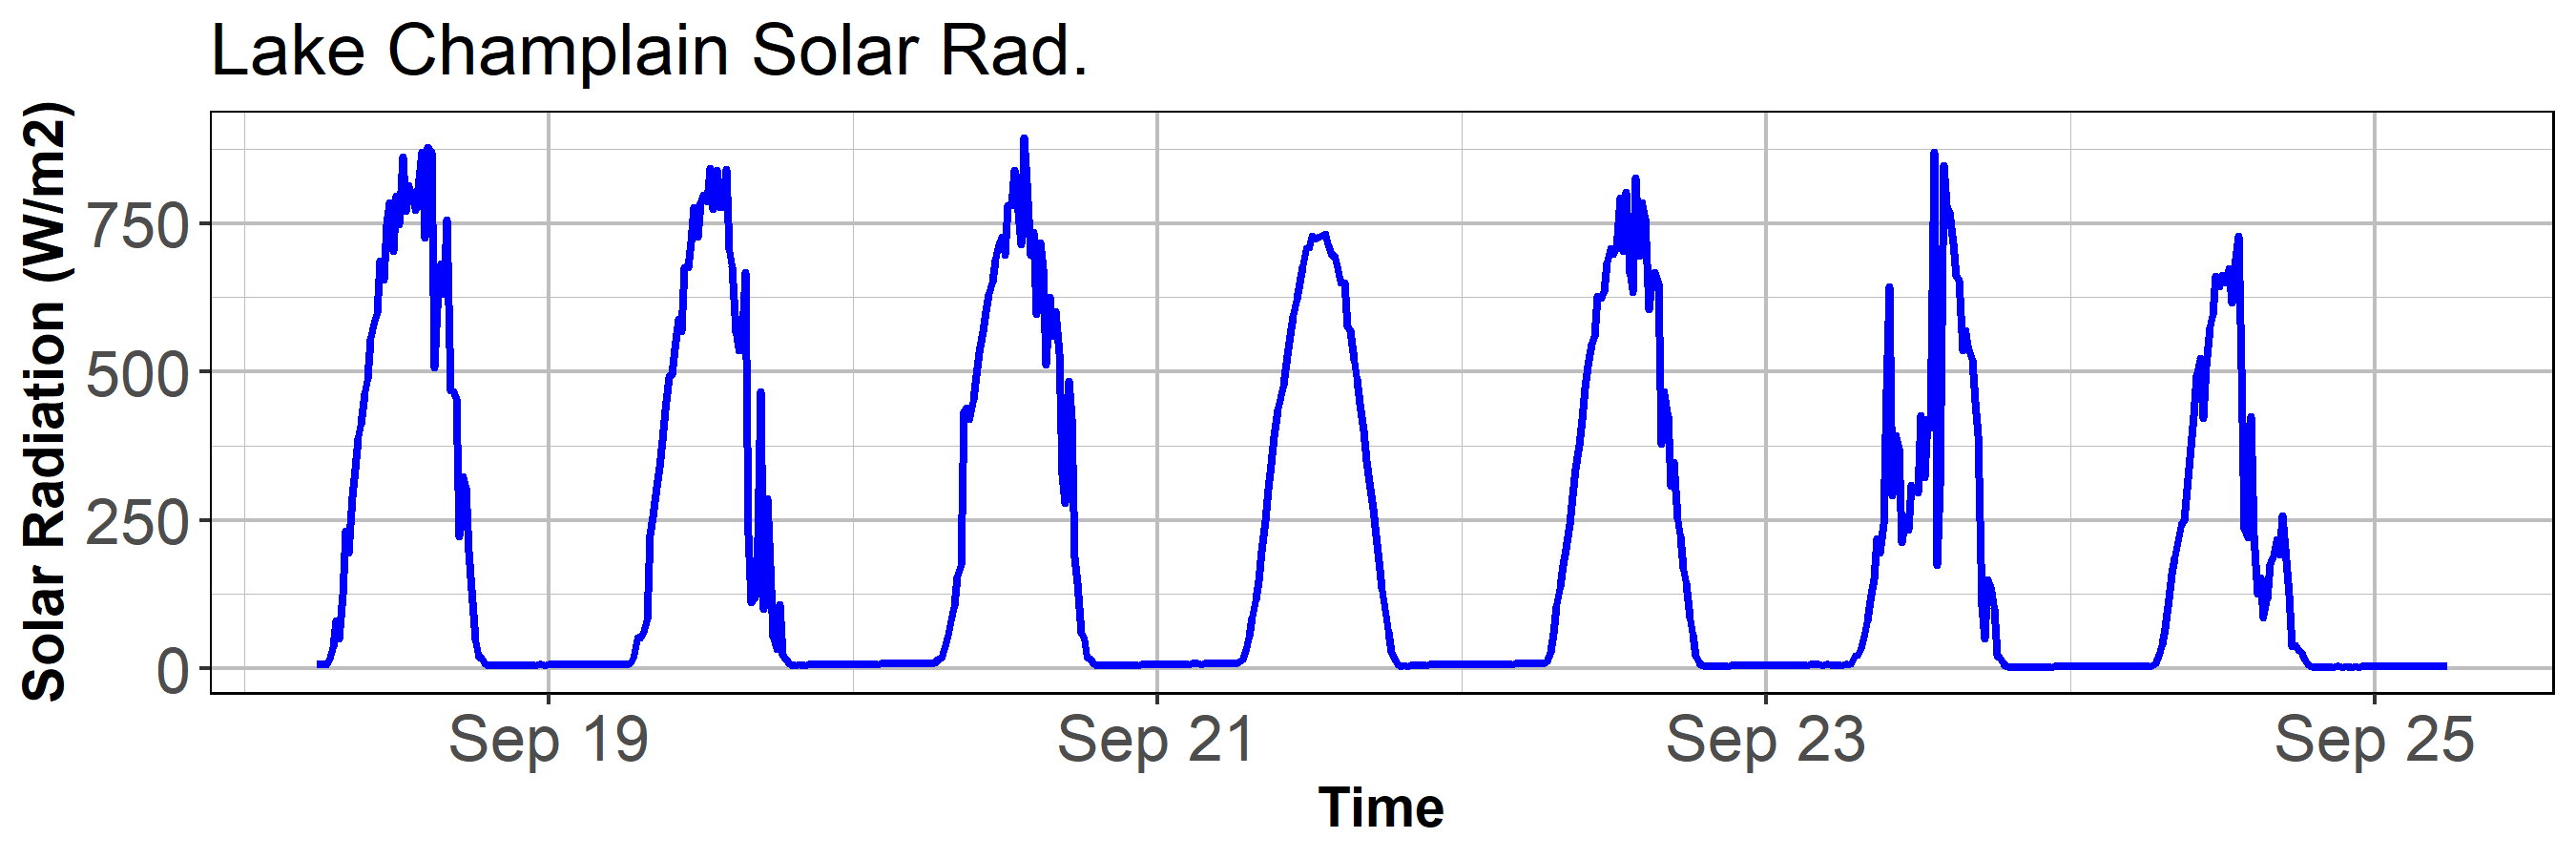 Lake Champlain Solar Rad.
Solar Radiation (W/m2)
750
500
250
0
Sep 19 Sep 21 Sep 23 Sep 25
Time